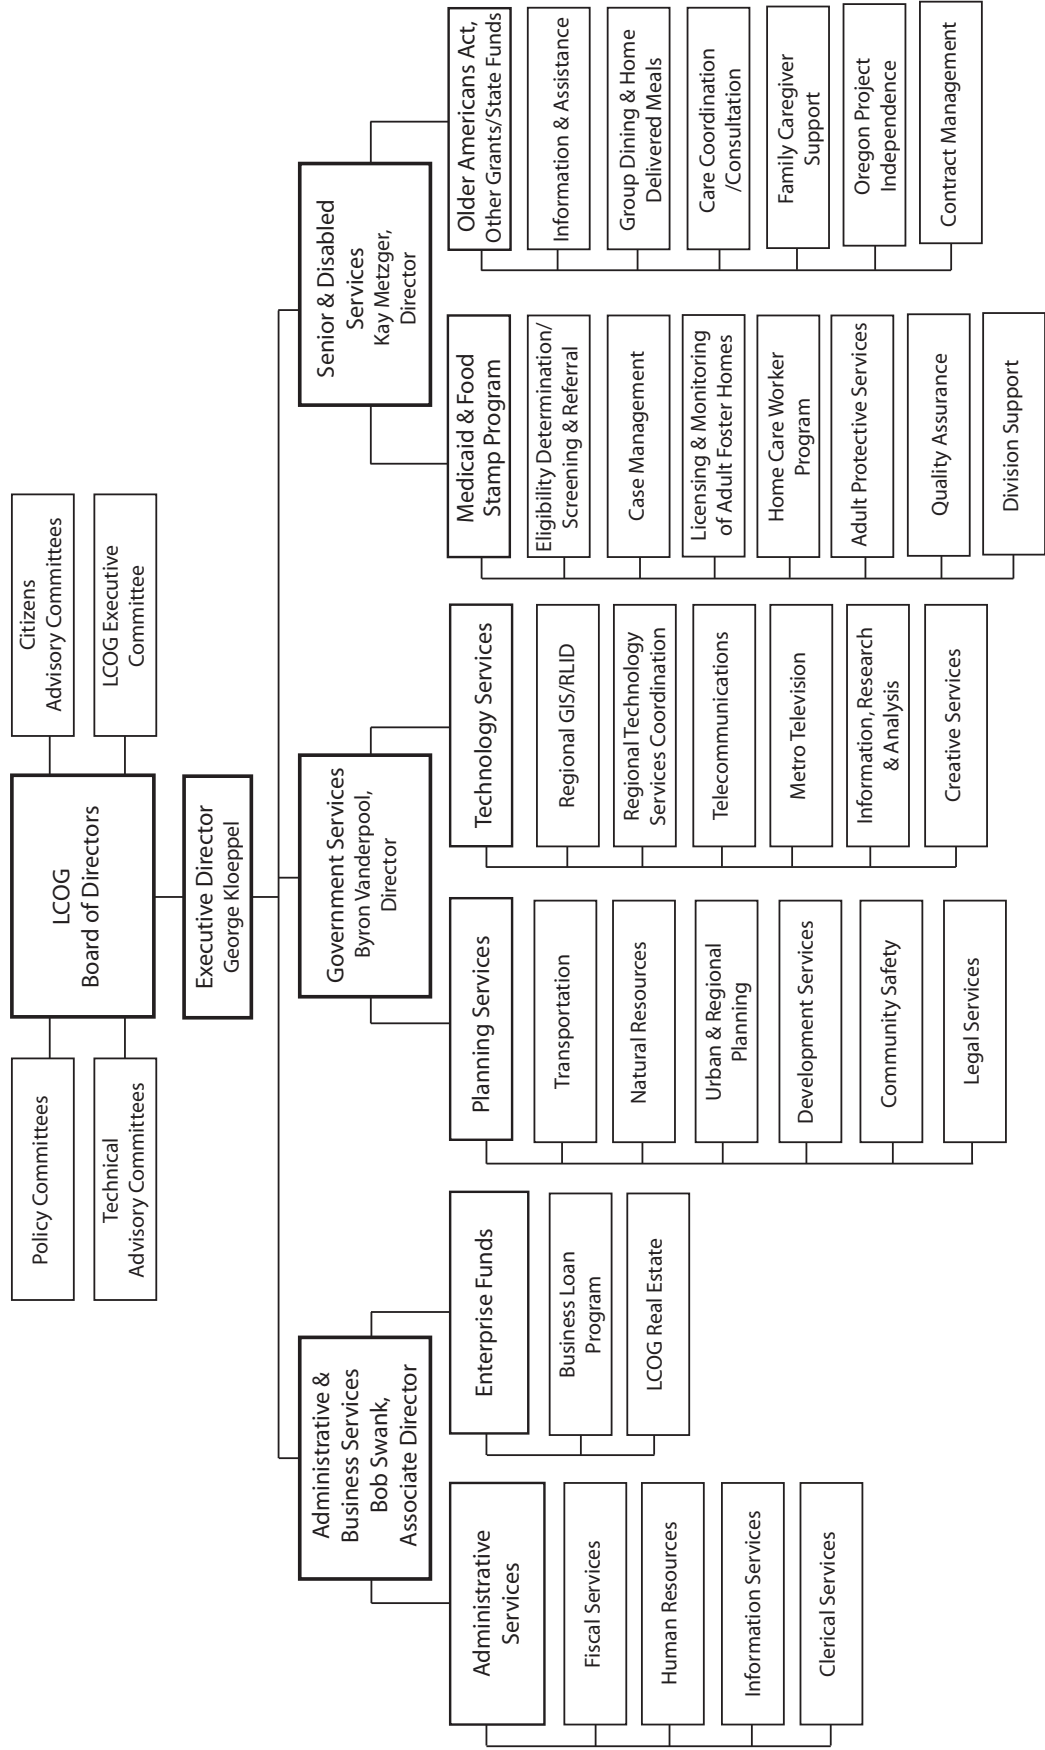 LCOG
Board of Directors
Policy Committees
Technical
Advisory Committees
Citizens
Advisory Committees
LCOG Executive
Committee
Executive Director
George Kloeppel
Administrative &
Business Services
Bob Swank,
Associate Director
Administrative
Services
Fiscal Services
Human Resources
Information Services
Clerical Services
Enterprise Funds
Business Loan
Program
LCOG Real Estate
Government Services
Byron Vanderpool,
Director
Planning Services
Transportation
Natural Resources
Urban & Regional
Planning
Development Services
Community Safety
Legal Services
Technology Services
Regional GIS/RLID
Regional Technology
Services Coordination
Telecommunications
Metro Television
Information, Research
& Analysis
Creative Services
Senior & Disabled
Services
Kay Metzger,
Director
Medicaid & Food
Stamp Program
Eligibility Determination/
Screening & Referral
Case Management
Licensing & Monitoring
of Adult Foster Homes
Home Care Worker
Program
Adult Protective Services
Quality Assurance
Division Support
Older Americans Act,
Other Grants/State Funds
Information & Assistance
Group Dining & Home
Delivered Meals
Care Coordination
/Consultation
Family Caregiver
Support
Oregon Project
Independence
Contract Management